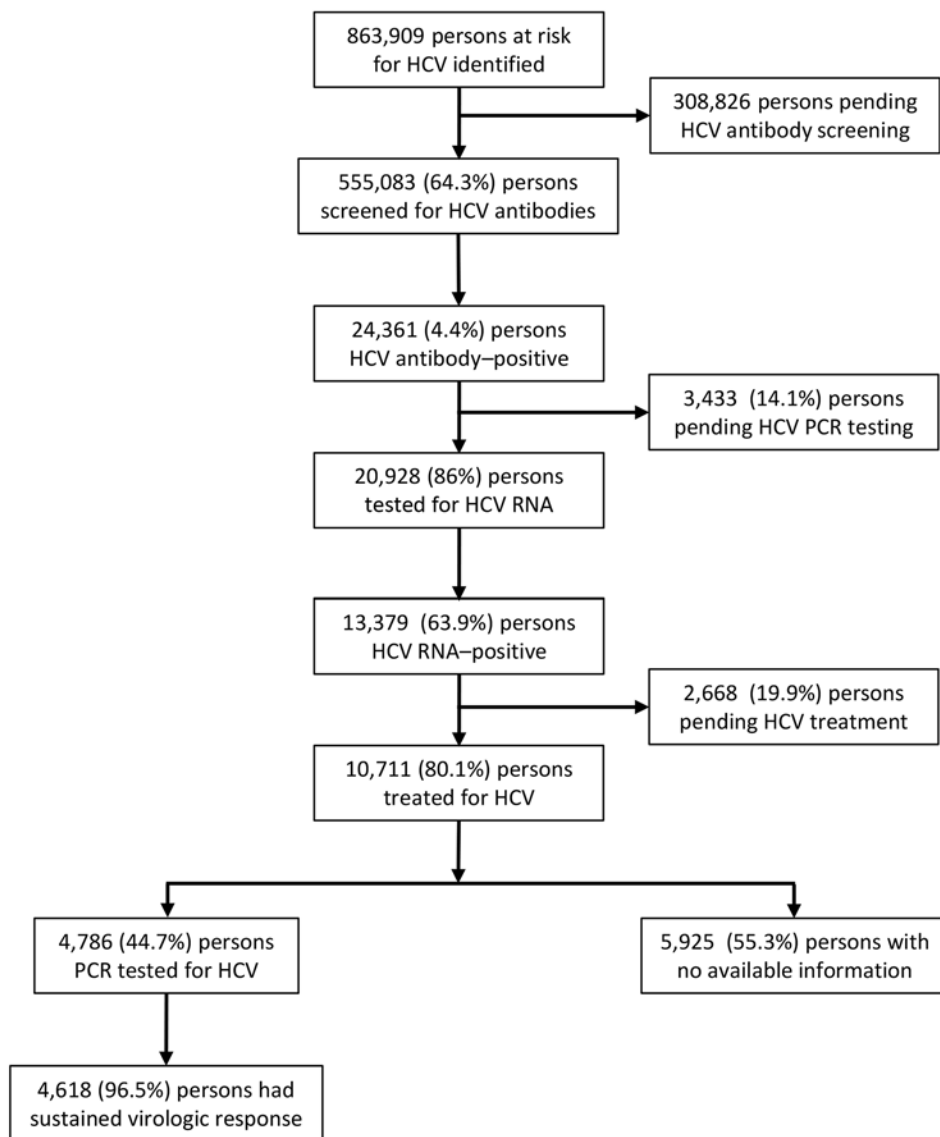 863,909 persons at risk
for HCV identified
308,826 persons pending
HCV antibody screening
555,083 (64.3%) persons
screened for HCV antibodies
24,361 (4.4%) persons
HCV antibody–positive
3,433 (14.1%) persons
pending HCV PCR testing
20,928 (86%) persons
tested for HCV RNA
13,379 (63.9%) persons
HCV RNA–positive
2,668 (19.9%) persons
pending HCV treatment
10,711 (80.1%) persons
treated for HCV
4,786 (44.7%) persons
PCR tested for HCV
5,925 (55.3%) persons with
no available information
4,618 (96.5%) persons had
sustained virologic response